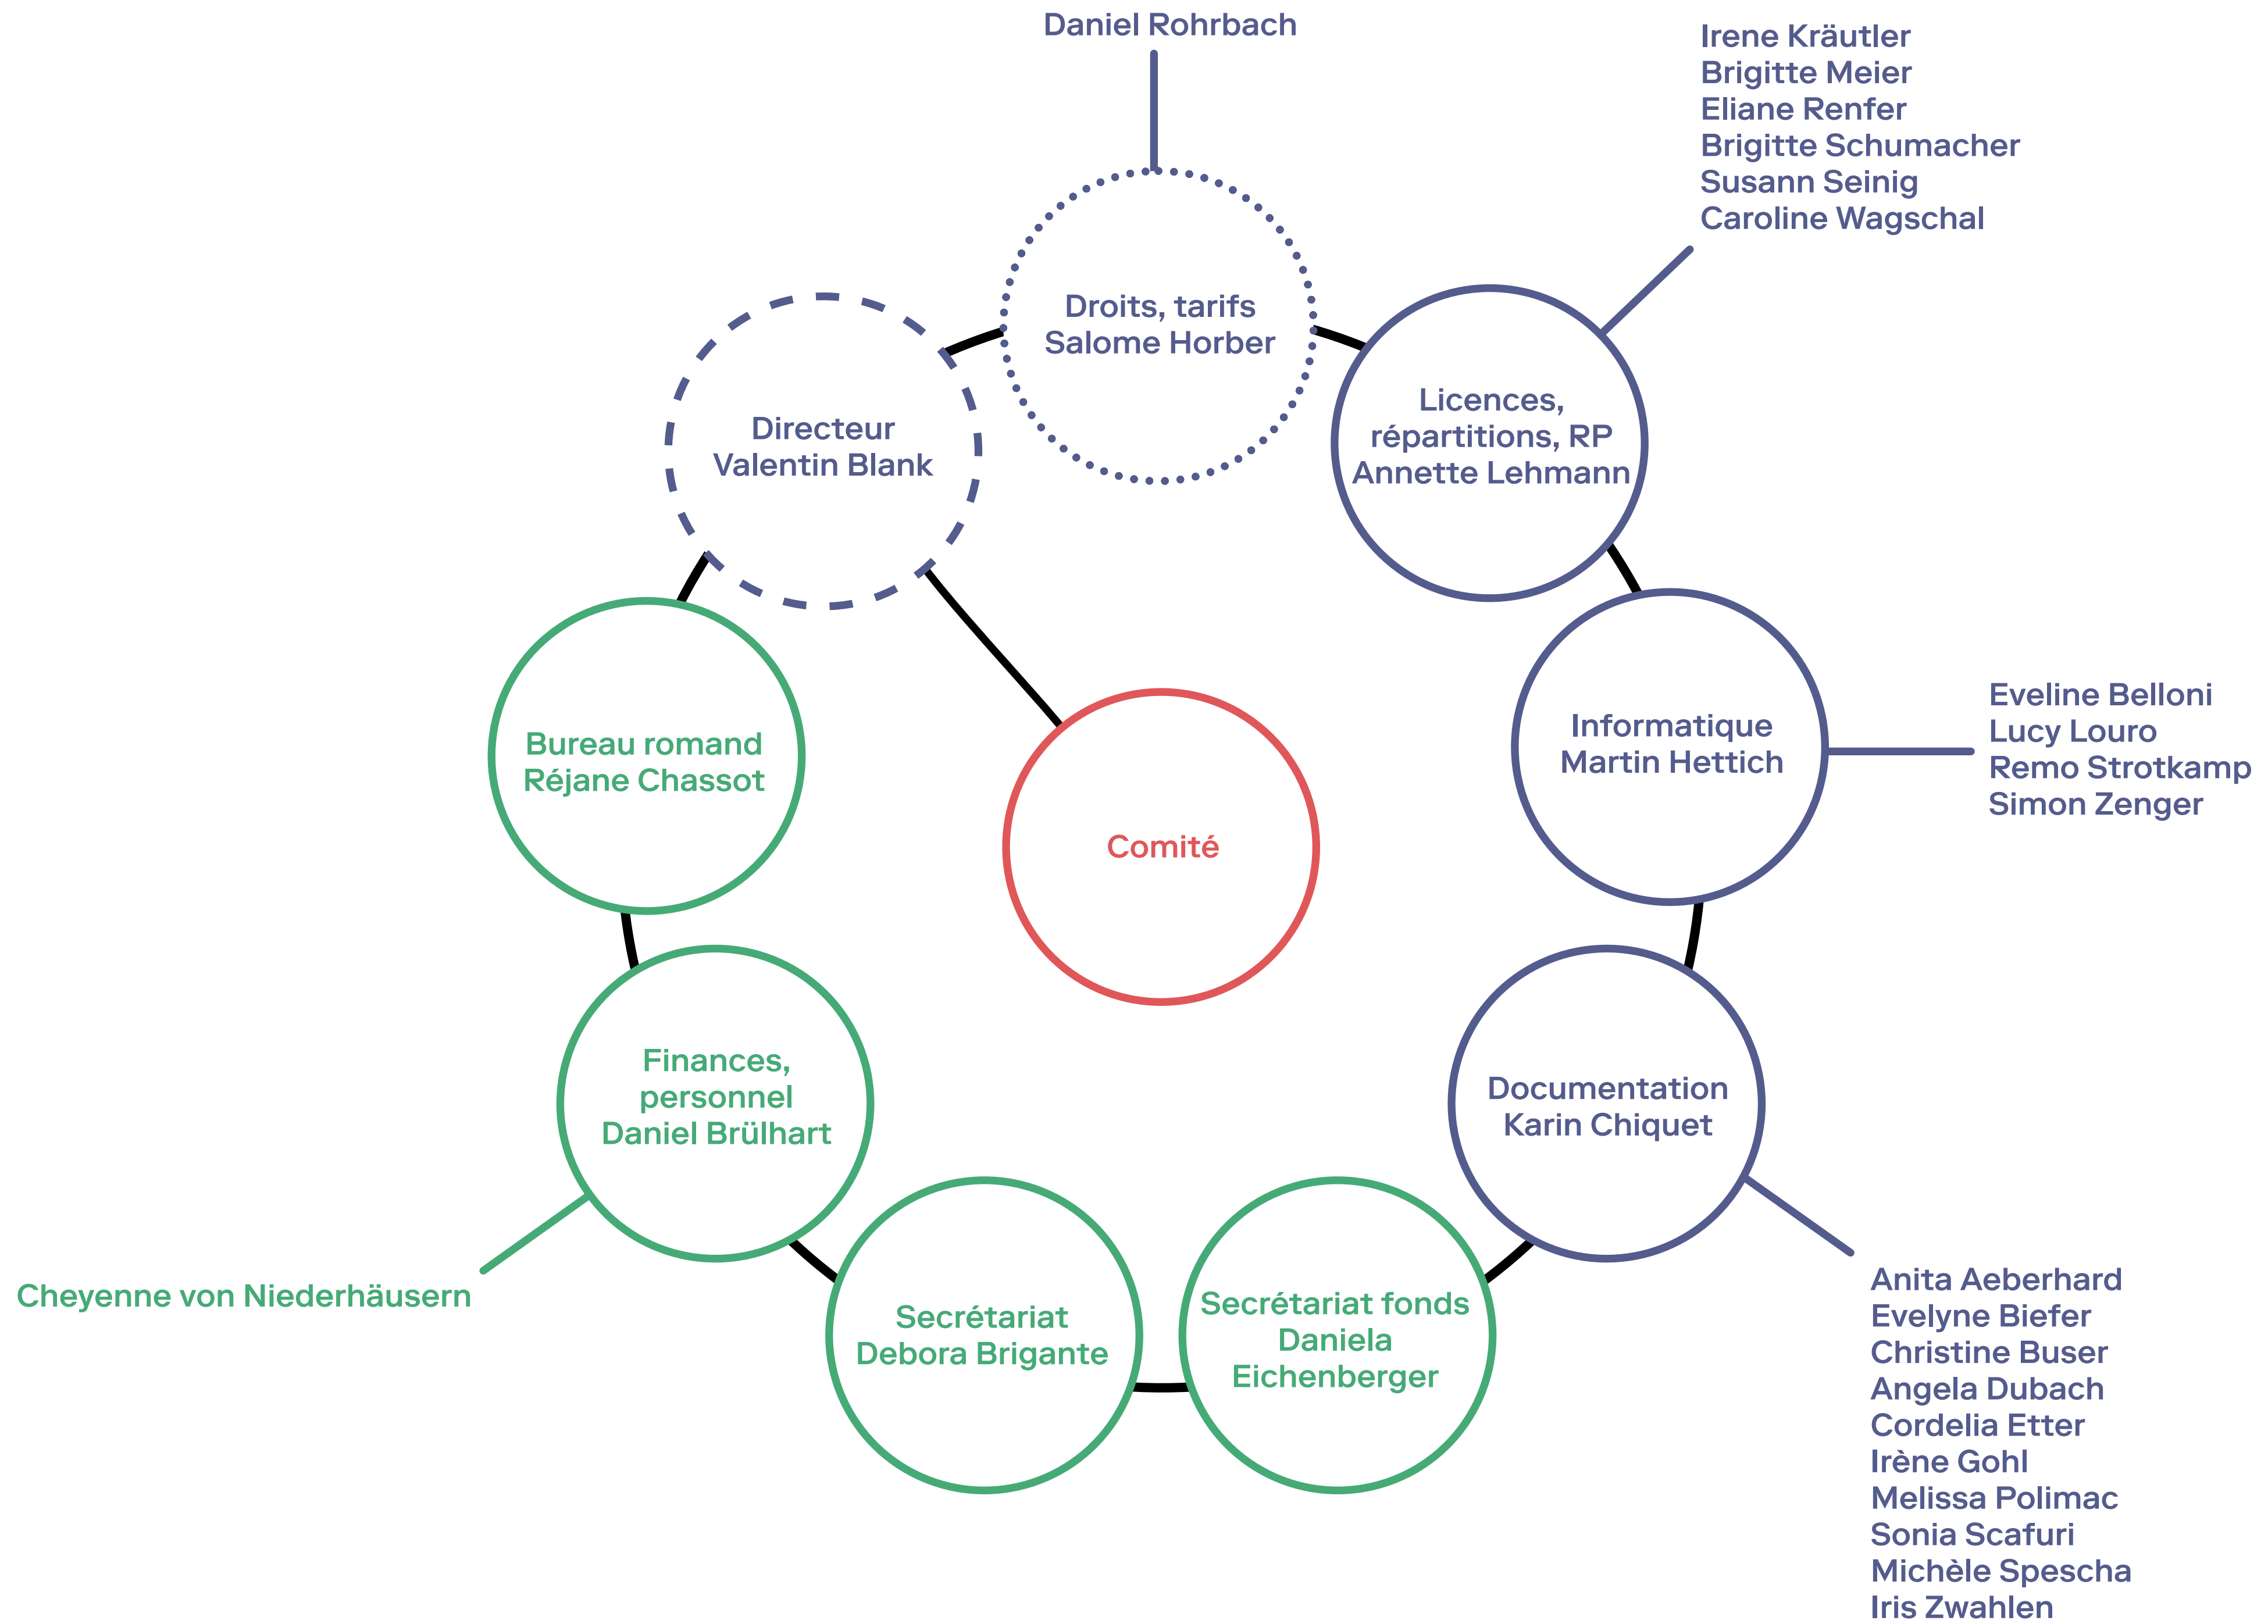 Daniel Rohrbach
Irene Kräutler
Brigitte Meier
Eliane Renfer
Brigitte Schumacher
Susann Seinig
Caroline Wagschal
Droits, tarifs
Salome Horber
Licences,
répartitions, RP
Annette Lehmann
Directeur
Valentin Blank
Eveline Belloni
Lucy Louro
Remo Strotkamp
Simon Zenger
Informatique
Martin Hettich
Bureau romand
Réjane Chassot
Comité
Finances,
personnel
Daniel Brülhart
Documentation
Karin Chiquet
Cheyenne von Niederhäusern
Secrétariat
Debora Brigante
Secrétariat fonds
Daniela
Eichenberger
Anita Aeberhard
Evelyne Biefer
Christine Buser
Angela Dubach
Cordelia Etter
Irène Gohl
Melissa Polimac
Sonia Scafuri
Michèle Spescha
Iris Zwahlen